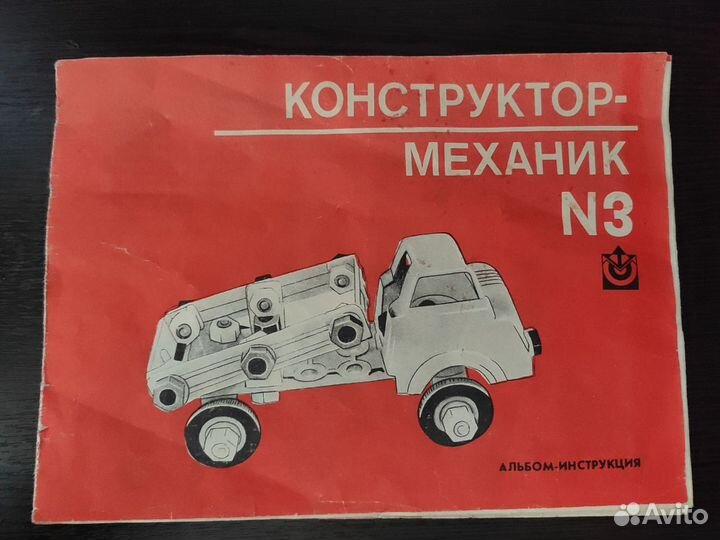 КОНСТРУКТОР-
МЕХАНИК
N3
АЛЬБОМ-ИНСТРУКЦИЯ
Avito